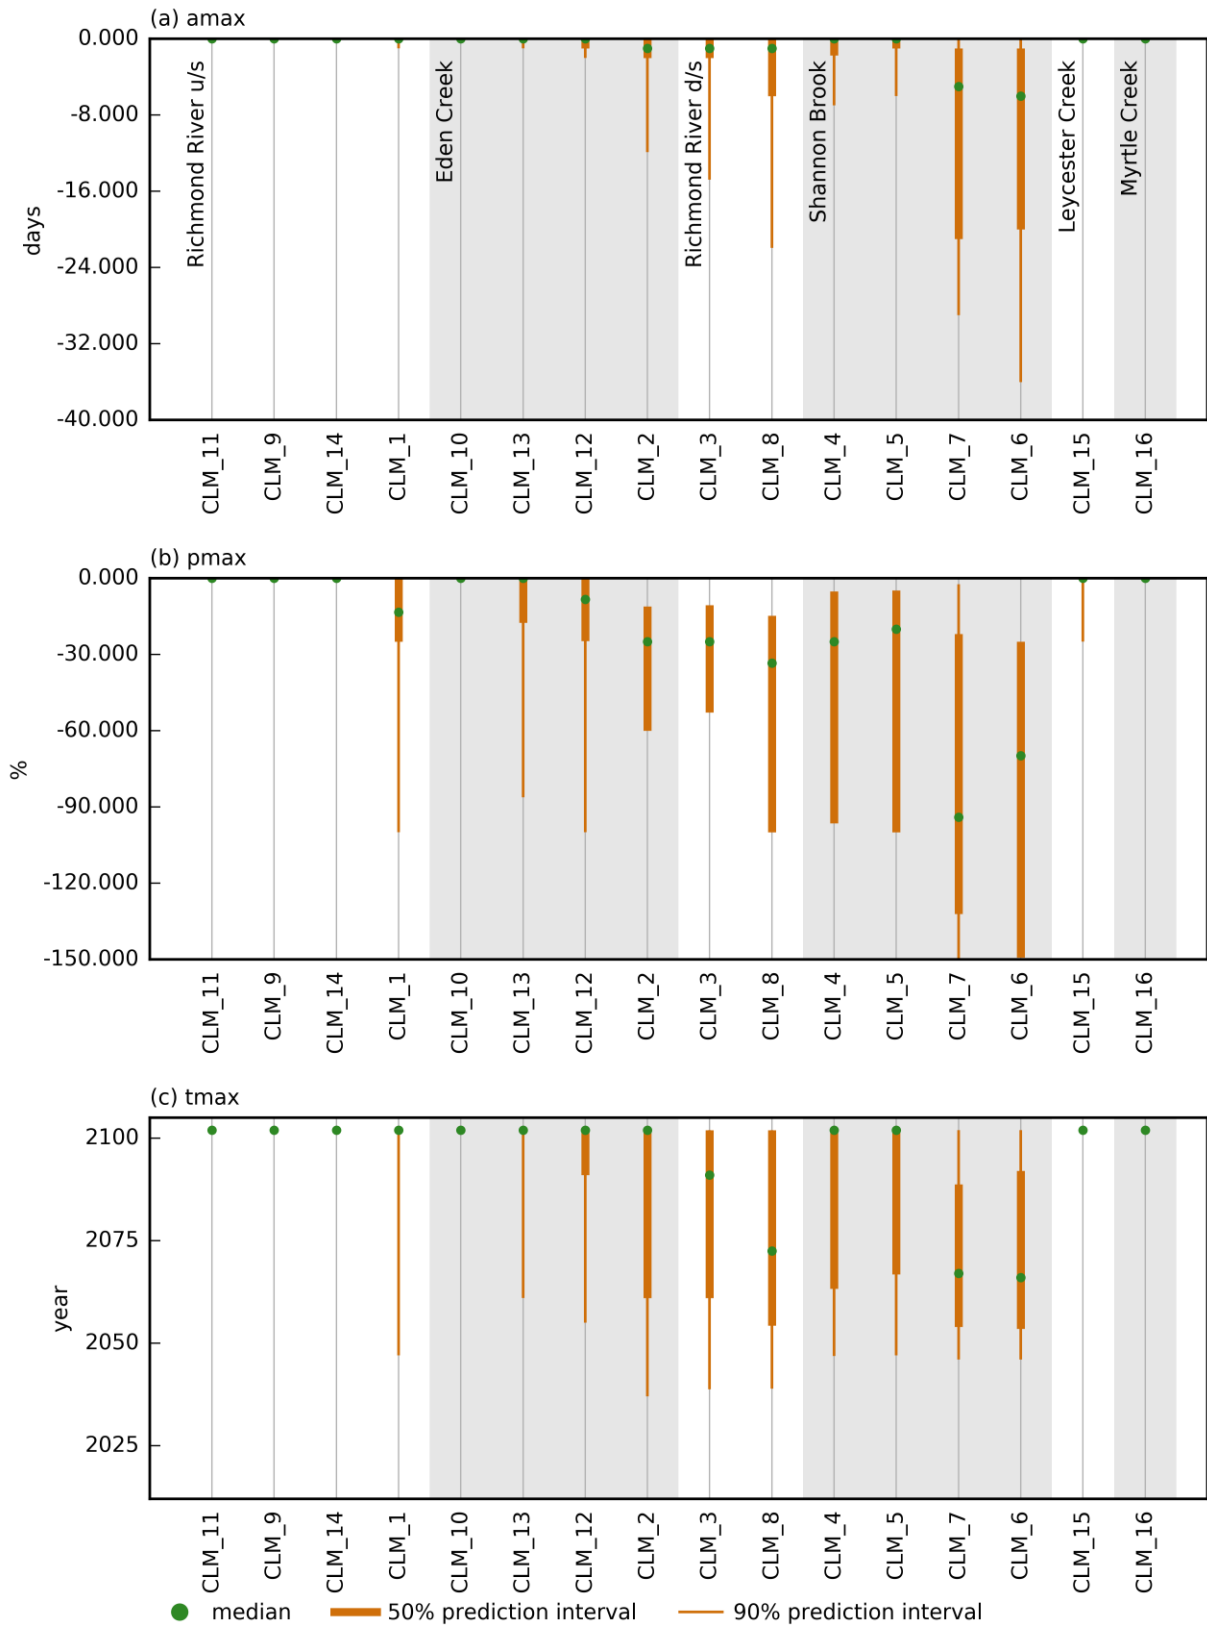 (a) amax
0.000
-8.000
-16.000
-24.000
-32.000
-40.000
days
Richmond River u/s
Eden Creek
Richmond River d/s
Shannon Brook
Leycester Creek
Myrtle Creek
CLM_11
CLM_9
CLM_14
CLM_1
CLM_10
CLM_13
CLM_12
CLM_2
CLM_3
CLM_8
CLM_4
CLM_5
CLM_7
CLM_6
CLM_15
CLM_16
(b) pmax
0.000
-30.000
-60.000
-90.000
-120.000
-150.000
%
CLM_11
CLM_9
CLM_14
CLM_1
CLM_10
CLM_13
CLM_12
CLM_2
CLM_3
CLM_8
CLM_4
CLM_5
CLM_7
CLM_6
CLM_15
CLM_16
(c) tmax
2100
2075
2050
2025
year
CLM_11
CLM_9
CLM_14
CLM_1
CLM_10
CLM_13
CLM_12
CLM_2
CLM_3
CLM_8
CLM_4
CLM_5
CLM_7
CLM_6
CLM_15
CLM_16
median
50% prediction interval
90% prediction interval